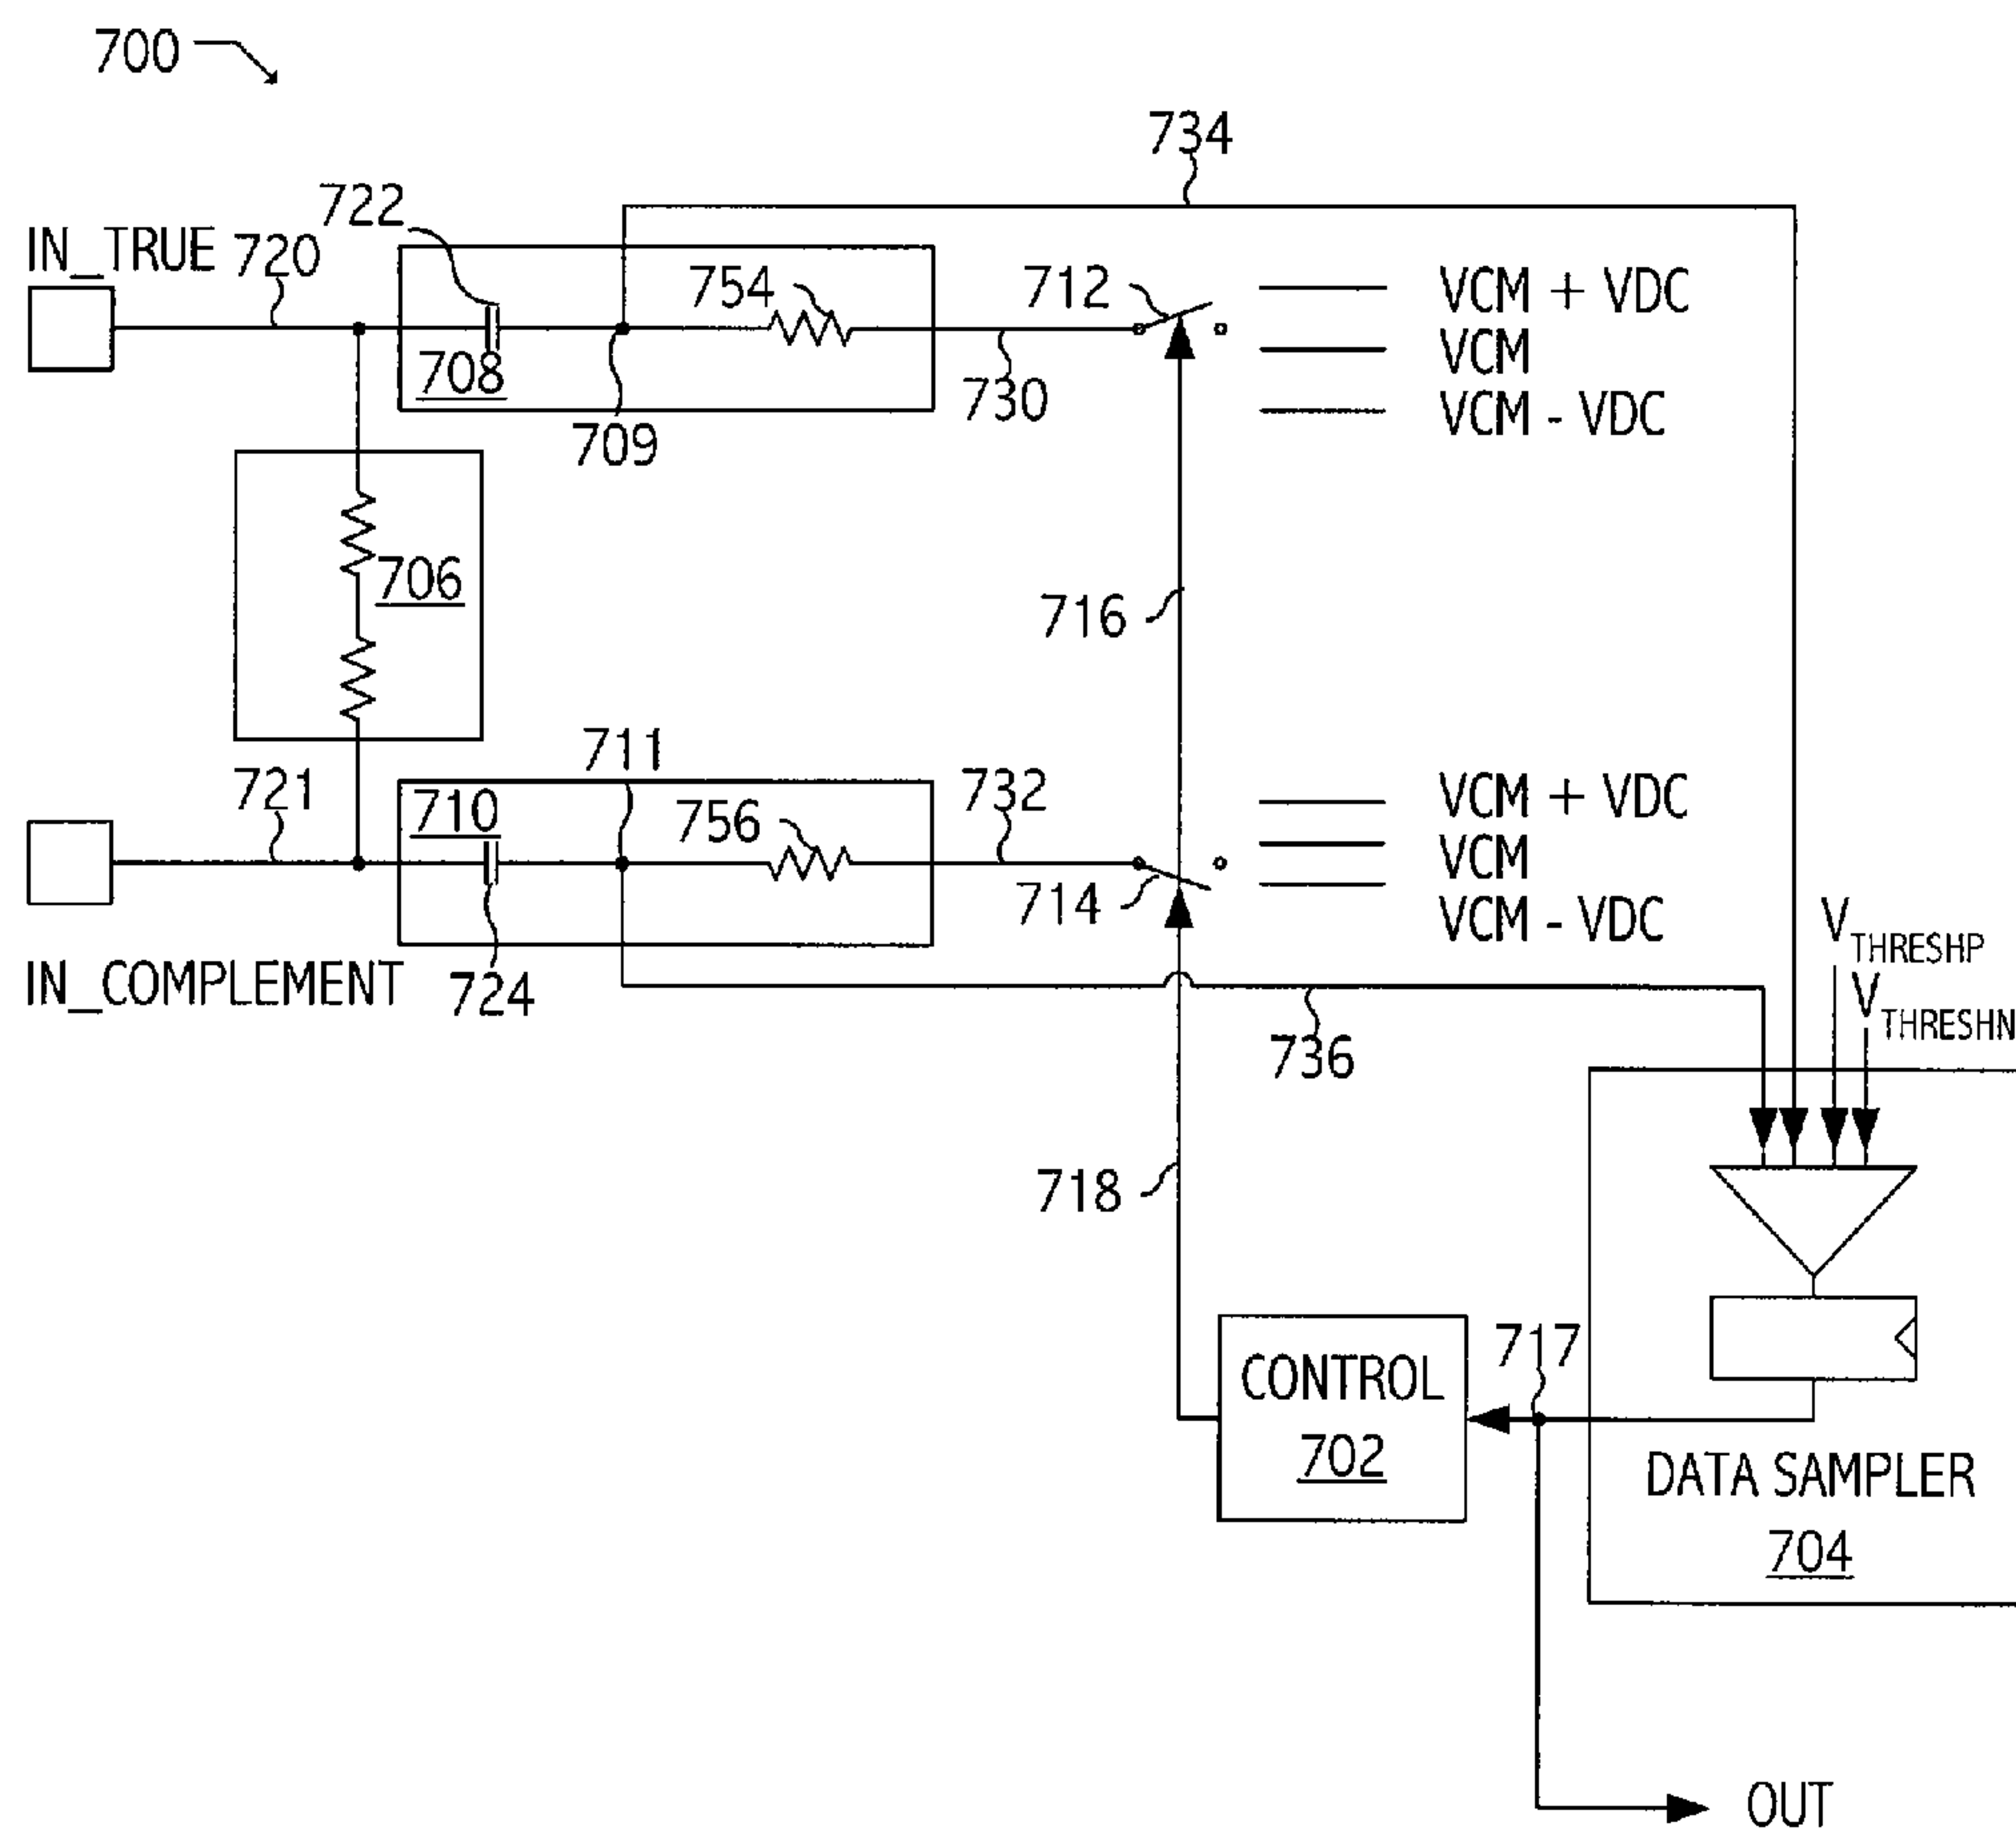 700
734
722
IN_TRUE 720
754
712
VCM + VDC
708
VCM
730
VCM - VDC
709
706
716
711
721
710
756
732
VCM + VDC
VCM
714
VCM - VDC
IN_COMPLEMENT
724
V THRESHP
V THRESHN
736
718
717
CONTROL
702
DATA SAMPLER
704
OUT